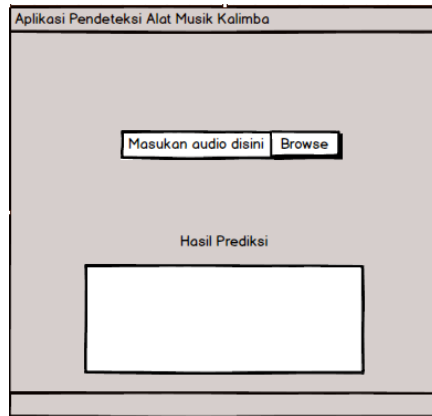 Aplikasi Pendeteksi Alat Musik Kalimba
Masukan audio disini Browse
Hasil Prediksi